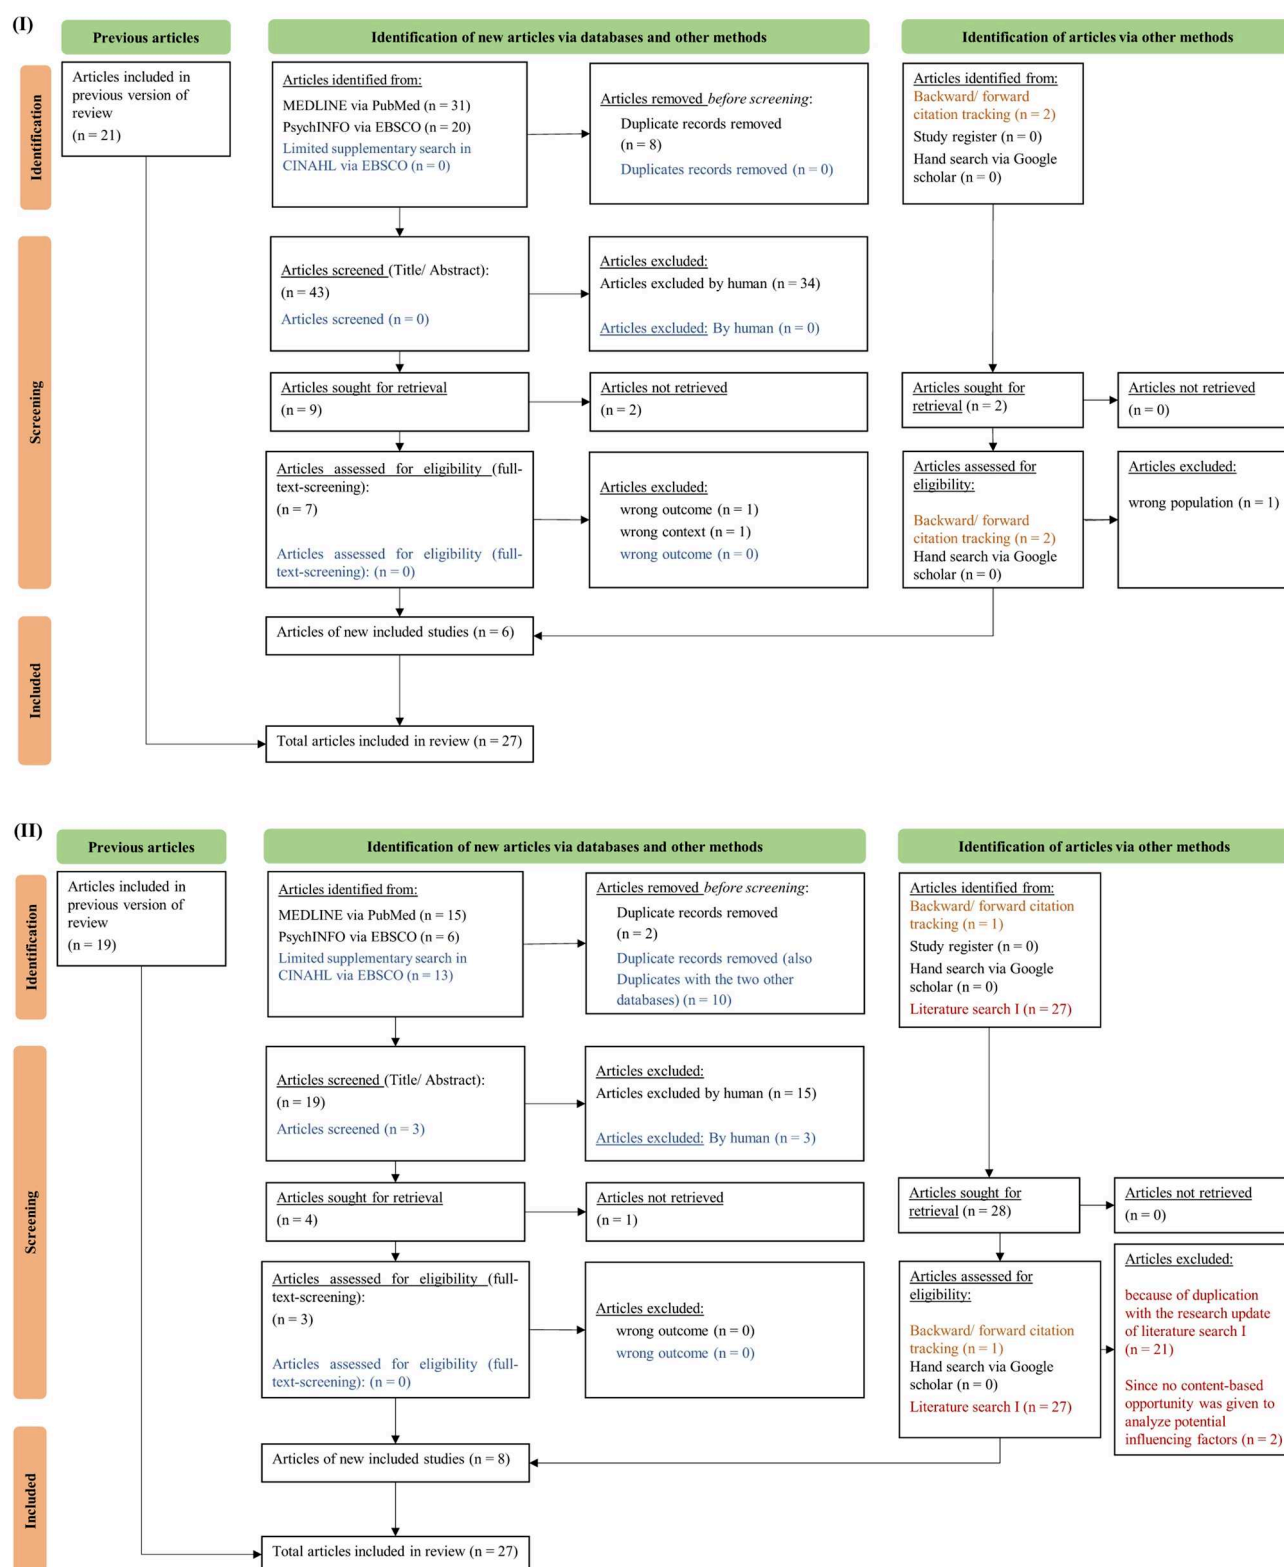 (I)
Previous articles
Identification of new articles via databases and other methods
Identification of articles via other methods
Identification
Articles included in
previous version of
review
(n = 21)
Articles identified from:
MEDLINE via PubMed (n = 31)
PsychINFO via EBSCO (n = 20)
Limited supplementary search in
CINAHL via EBSCO (n = 0)
Articles removed before screening:
Duplicate records removed
(n = 8)
Duplicates records removed (n = 0)
Articles identified from:
Backward/ forward
citation tracking (n = 2)
Study register (n = 0)
Hand search via Google
scholar (n = 0)
Screening
Articles screened (Title/ Abstract):
(n = 43)
Articles screened (n = 0)
Articles excluded:
Articles excluded by human (n = 34)
Articles excluded: By human (n = 0)
Articles sought for retrieval
(n = 9)
Articles not retrieved
(n = 2)
Articles sought for
retrieval (n = 2)
Articles not retrieved
(n = 0)
Articles assessed for eligibility (full-
text-screening):
(n = 7)
Articles assessed for eligibility (full-
text-screening): (n = 0)
Articles excluded:
wrong outcome (n = 1)
wrong context (n = 1)
wrong outcome (n = 0)
Articles assessed for
eligibility:
Backward/ forward
citation tracking (n = 2)
Hand search via Google
scholar (n = 0)
Articles excluded:
wrong population (n = 1)
Included
Articles of new included studies (n = 6)
Total articles included in review (n = 27)
(II)
Previous articles
Identification of new articles via databases and other methods
Identification of articles via other methods
Identification
Articles included in
previous version of
review
(n = 19)
Articles identified from:
MEDLINE via PubMed (n = 15)
PsychINFO via EBSCO (n = 6)
Limited supplementary search in
CINAHL via EBSCO (n = 13)
Articles removed before screening:
Duplicate records removed
(n = 2)
Duplicate records removed (also
Duplicates with the two other
databases) (n = 10)
Articles identified from:
Backward/ forward citation
tracking (n = 1)
Study register (n = 0)
Hand search via Google
scholar (n = 0)
Literature search I (n = 27)
Screening
Articles screened (Title/ Abstract):
(n = 19)
Articles screened (n = 3)
Articles excluded:
Articles excluded by human (n = 15)
Articles excluded: By human (n = 3)
Articles sought for retrieval
(n = 4)
Articles not retrieved
(n = 1)
Articles sought for
retrieval (n = 28)
Articles not retrieved
(n = 0)
Articles assessed for eligibility (full-
text-screening):
(n = 3)
Articles assessed for eligibility (full-
text-screening): (n = 0)
Articles excluded:
wrong outcome (n = 0)
wrong outcome (n = 0)
Articles assessed for
eligibility:
Backward/ forward citation
tracking (n = 1)
Hand search via Google
scholar (n = 0)
Literature search I (n = 27)
Articles excluded:
because of duplication
with the research update
of literature search I
(n = 21)
Since no content-based
opportunity was given to
analyze potential
influencing factors (n = 2)
Included
Articles of new included studies (n = 8)
Total articles included in review (n = 27)